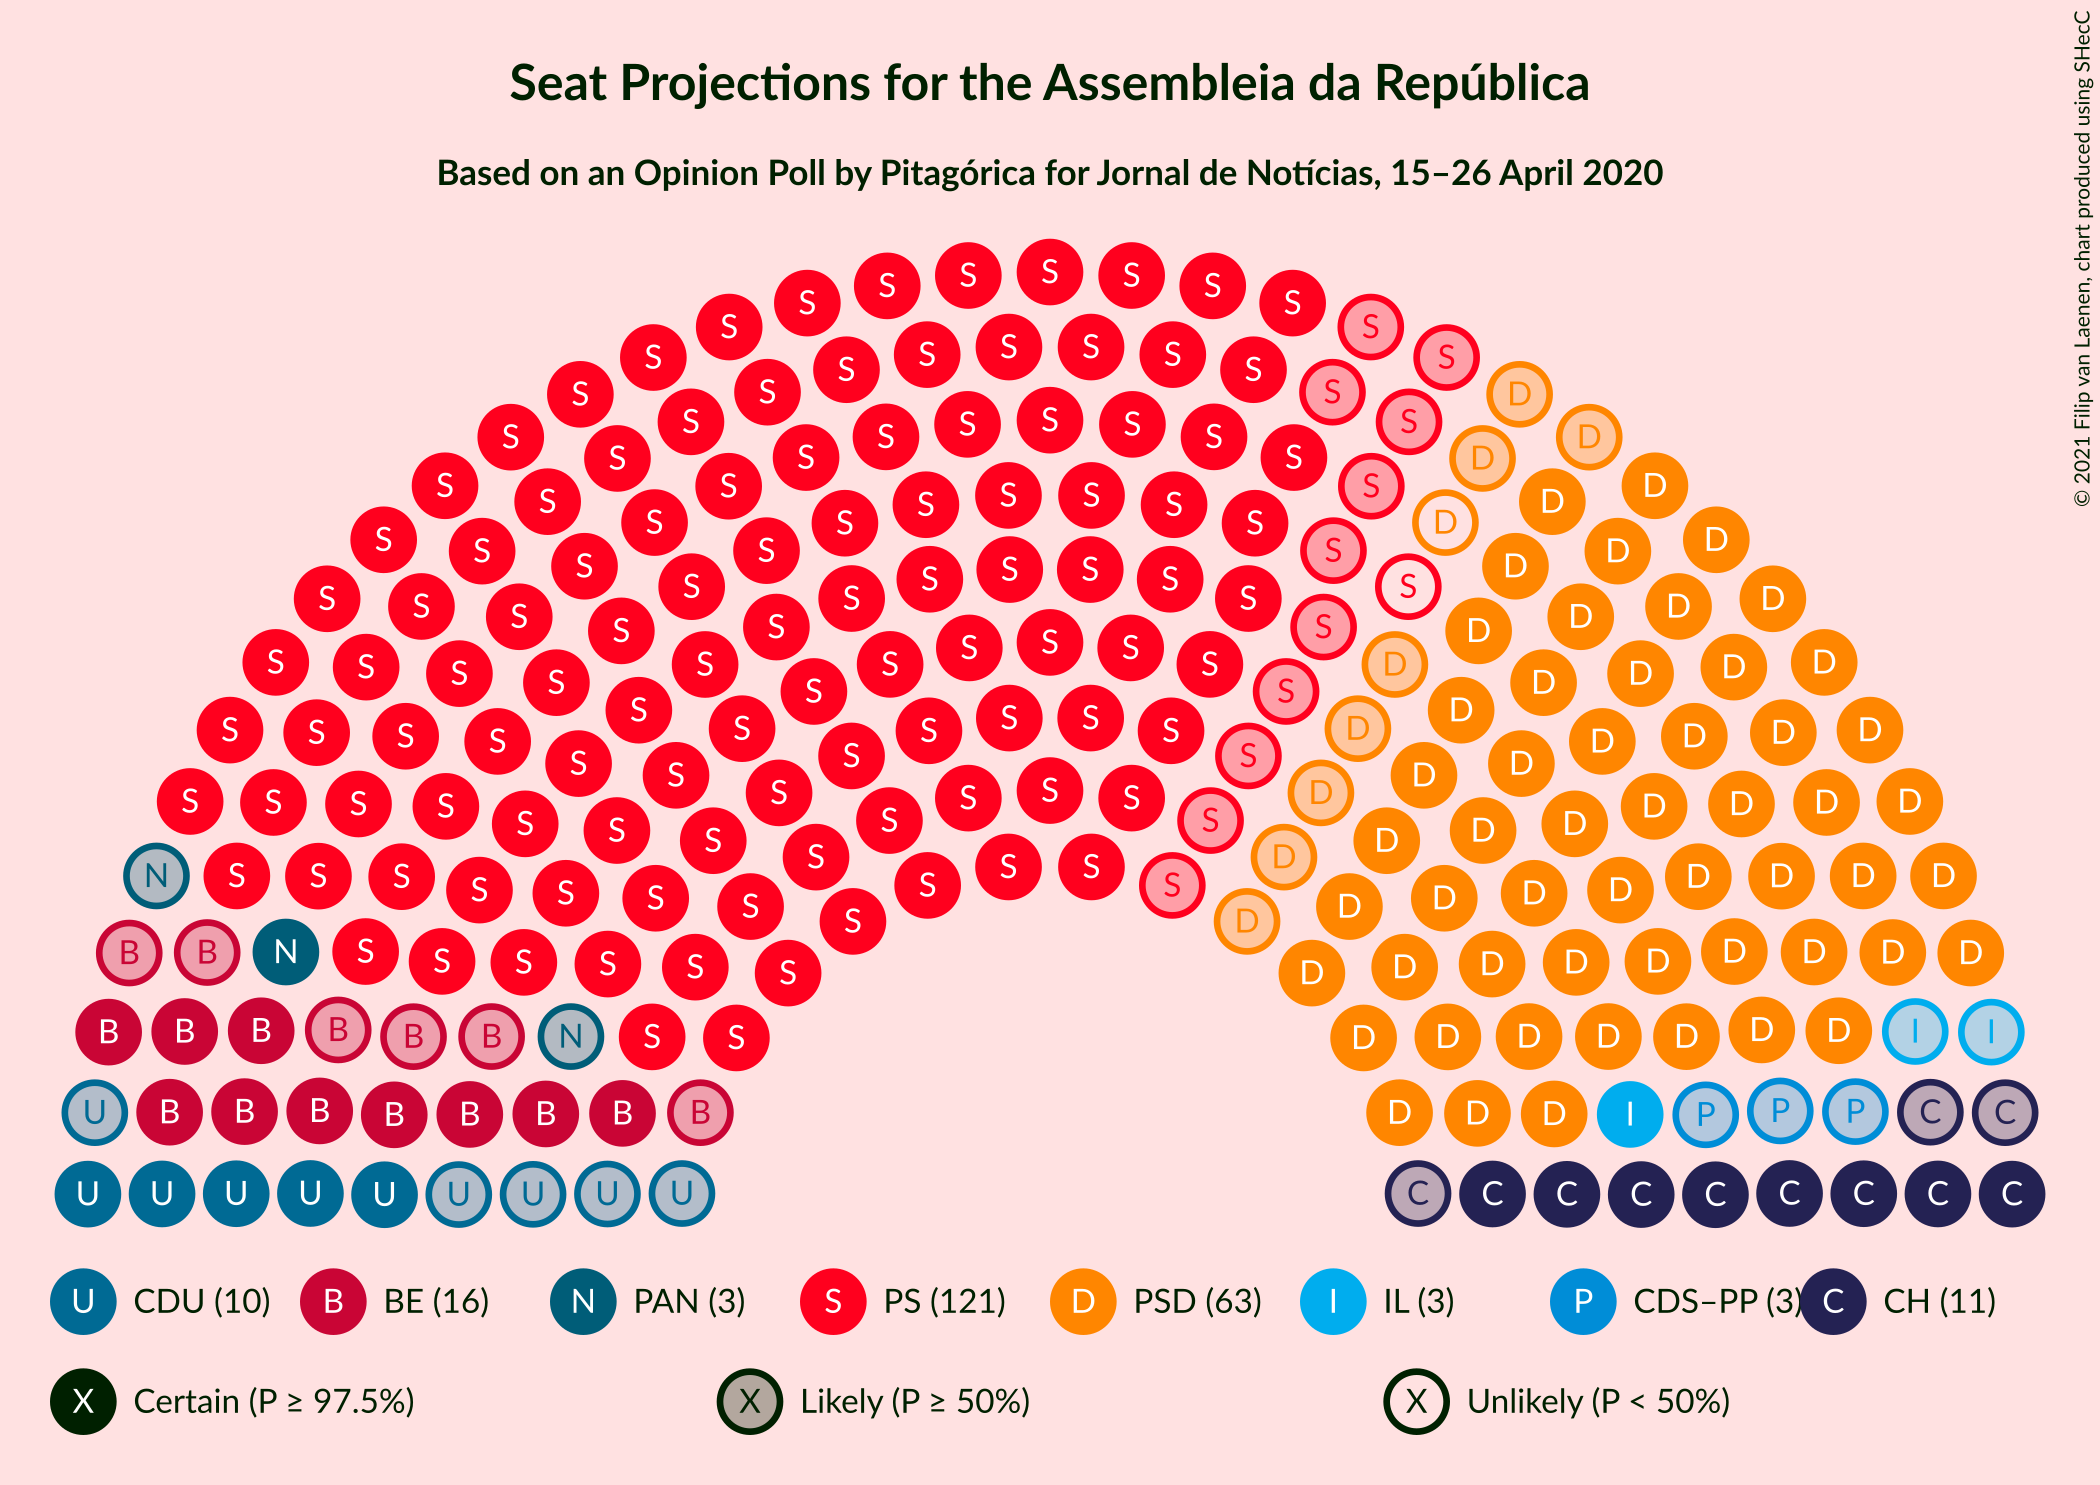 Seat Projections for the Assembleia da República
Based on an Opinion Poll by Pitagórica for Jornal de Notícias, 15–26 April 2020
© 2021 Filip van Laenen, chart produced using SHecC
S S S S S S S S S S S S S S S S S S S S S S S S S S S S S S S S S S S S S S S S S S S S S S S S S S S S S S S S S S S S S S S S S S S S S S S S S S S S S S S S S S S S S S S S S S S S S S S S S S S S S S S S S S S S S S S S S S S S S S S S S
D D D D D D D D D D D D D D D D D D D D D D D D D D D D D D D D D D D D D D D D D D D D D D D D D D D D D D D D D D D D D D D
N N N
B B B B B B B B B B B B B B B B
I I I
P P P
U U U U U U U U U U
C C C C C C C C C C C
U CDU (10) B BE (16) N PAN (3) S PS (121) D PSD (63) I IL (3) P CDS–PP (3) C CH (11)
X Certain (P ≥ 97.5%) X Likely (P ≥ 50%) X Unlikely (P < 50%)